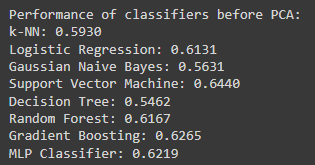 Performance of classifiers before PCA:
k-NN: 0.5930
Logistic Regression: 0.6131
Gaussian Naive Bayes: 0.5631
Support Vector Machine: 0.6440
Decision Tree: 0.5462
Random Forest: 0.6167
Gradient Boosting: 0.6265
MLP Classifier: 0.6219